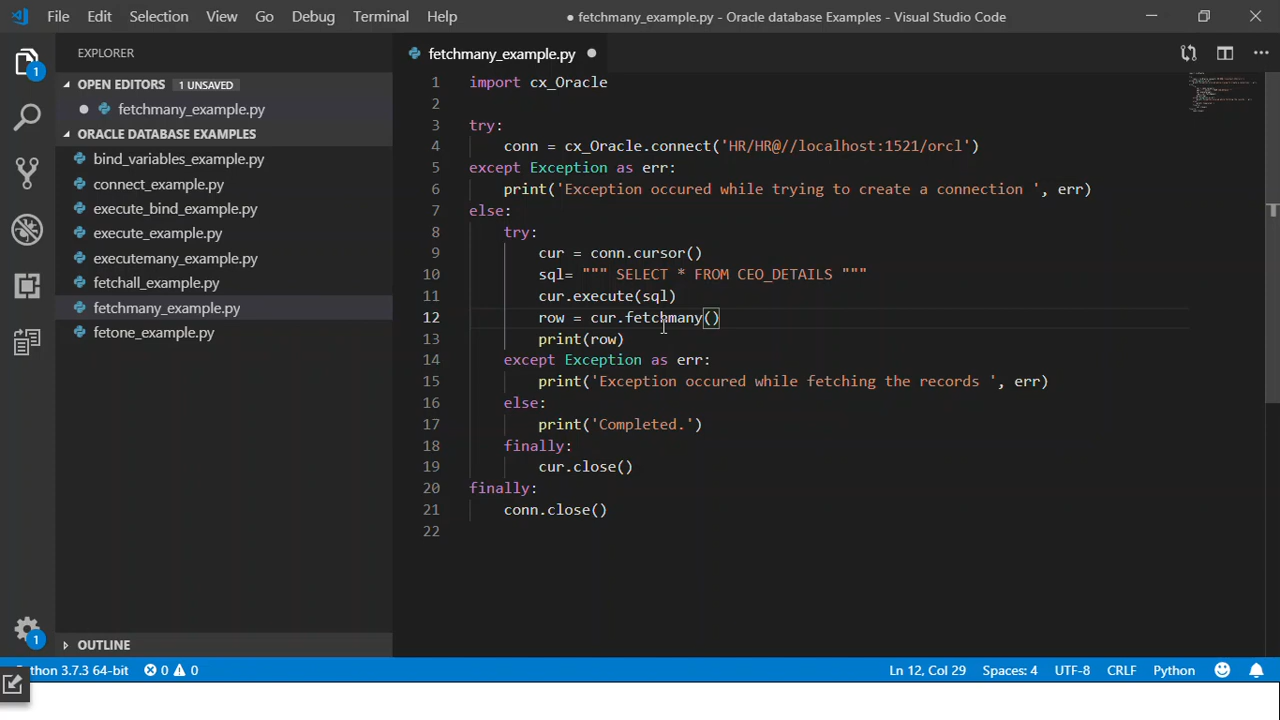 File Edit Selection View Go Debug Terminal Help ● fetchmany_example.py - Oracle database Examples - Visual Studio Code
EXPLORER
OPEN EDITORS 1 UNSAVED
fetchmany_example.py
ORACLE DATABASE EXAMPLES
bind_variables_example.py
connect_example.py
execute_bind_example.py
execute_example.py
executemany_example.py
fetchall_example.py
fetchmany_example.py
fetone_example.py
OUTLINE
1
1
fetchmany_example.py
1 import cx_Oracle
2
3 try:
4 conn = cx_Oracle.connect('HR/HR@//localhost:1521/orcl')
5 except Exception as err:
6 print('Exception occured while trying to create a connection ', err)
7 else:
8 try:
9 cur = conn.cursor()
10 sql= """ SELECT * FROM CEO_DETAILS """
11 cur.execute(sql)
12 row = cur.fetchmany()
13 print(row)
14 except Exception as err:
15 print('Exception occured while fetching the records ', err)
16 else:
17 print('Completed.')
18 finally:
19 cur.close()
20 finally:
21 conn.close()
22
Python 3.7.3 64-bit 0 0 Ln 12, Col 29 Spaces: 4 UTF-8 CRLF Python